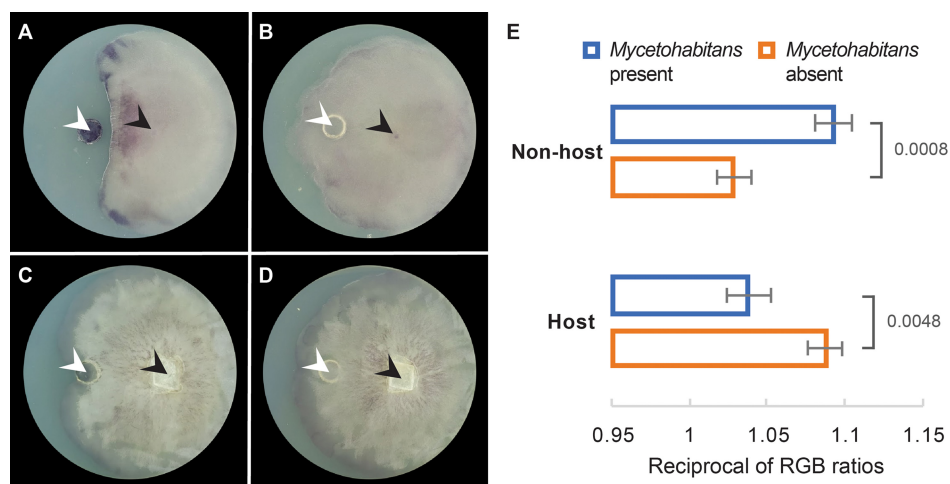 A
B
C
D
E
Mycetohabitans
present
Mycetohabitans
absent
Non-host
0.0008
Host
0.0048
0.95 1 1.05 1.1 1.15
Reciprocal of RGB ratios